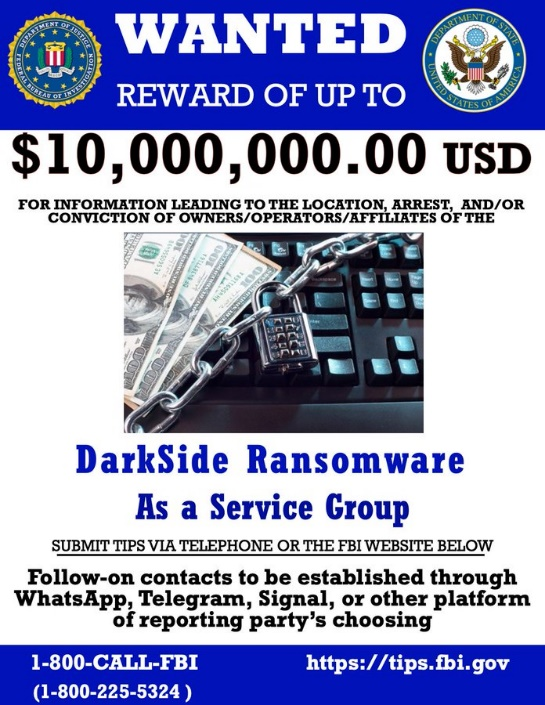 WANTED
REWARD OF UP TO
$10,000,000.00 USD
FOR INFORMATION LEADING TO THE LOCATION, ARREST, AND/OR
CONVICTION OF OWNERS/OPERATORS/AFFILIATES OF THE
DarkSide Ransomware
As a Service Group
SUBMIT TIPS VIA TELEPHONE OR THE FBI WEBSITE BELOW
Follow-on contacts to be established through
WhatsApp, Telegram, Signal, or other platform
of reporting party's choosing
1-800-CALL-FBI https://tips.fbi.gov
(1-800-225-5324 )
DEPARTMENT OF JUSTICE
FEDERAL BUREAU OF INVESTIGATION
DEPARTMENT OF STATE
UNITED STATES OF AMERICA
100
100